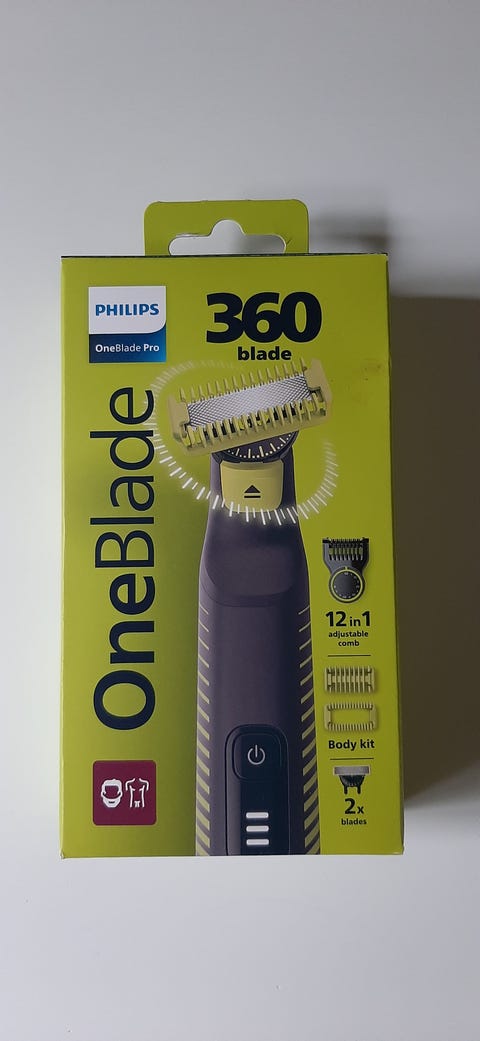 PHILIPS
OneBlade Pro
360
blade
OneBlade
12 in 1
adjustable
comb
Body kit
2x
blades